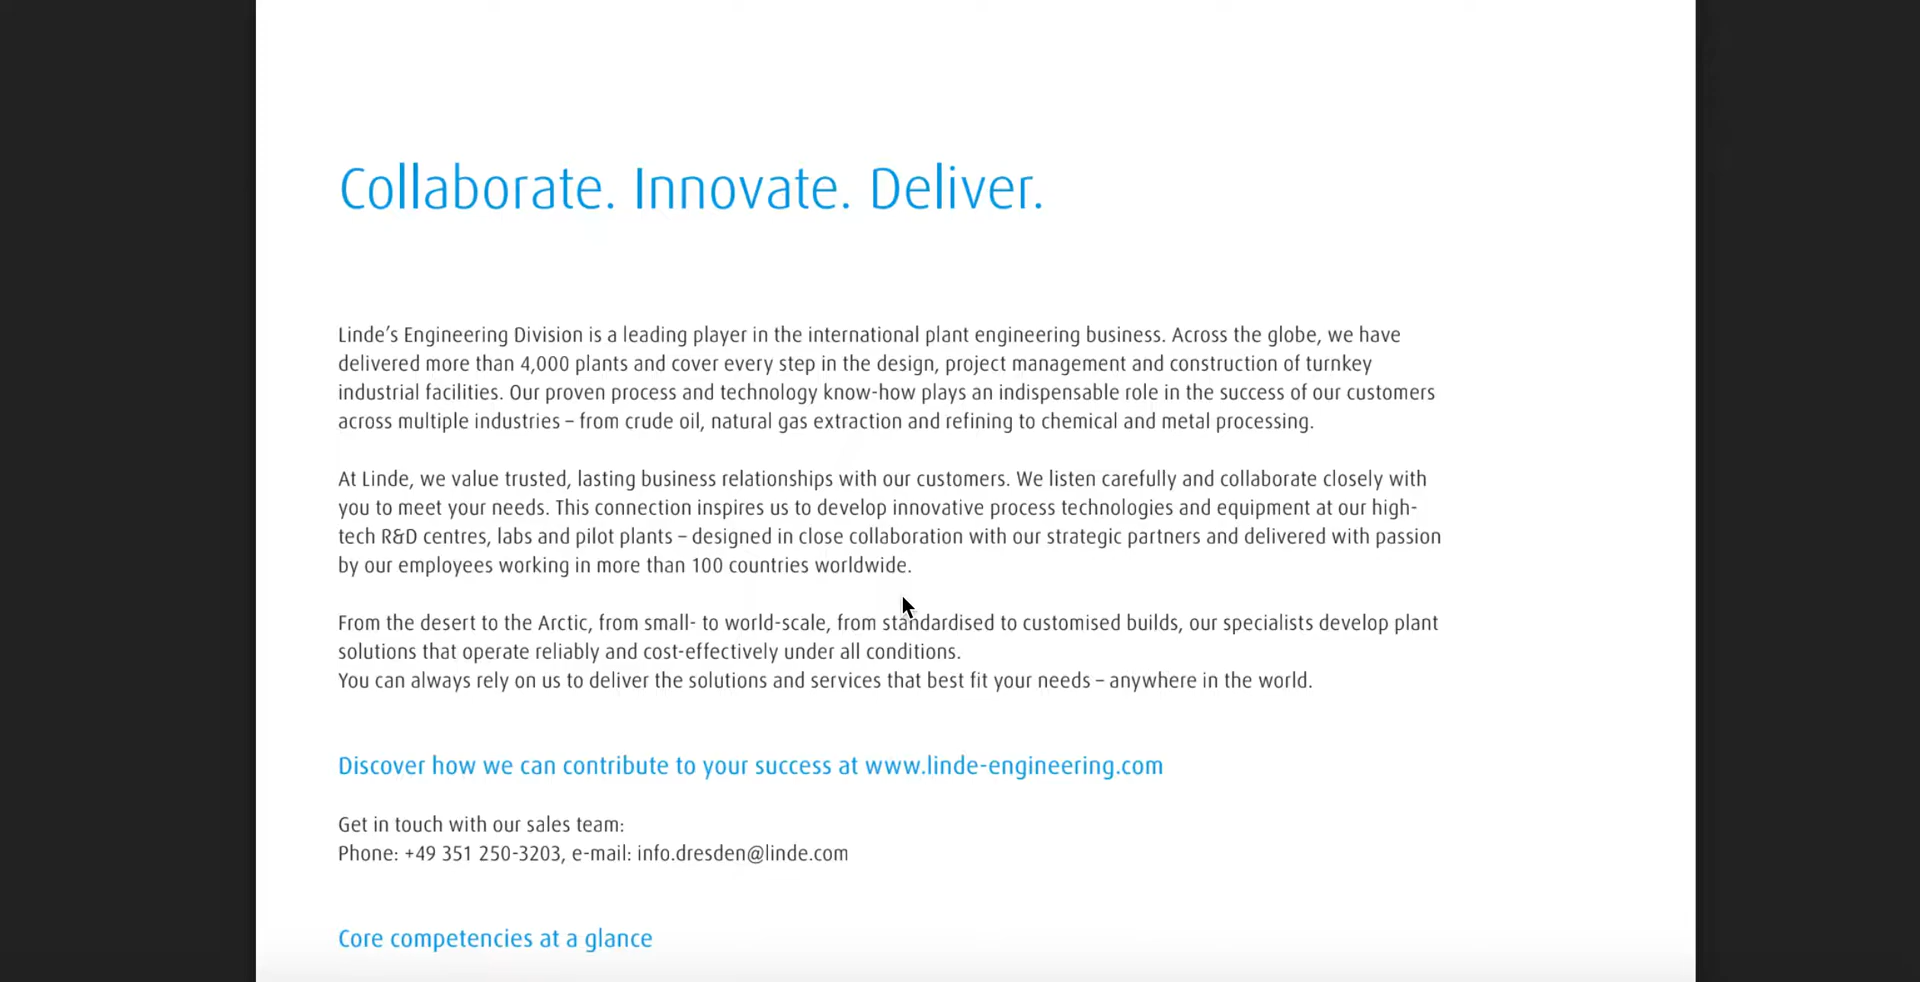 Collaborate. Innovate. Deliver.
Linde’s Engineering Division is a leading player in the international plant engineering business. Across the globe, we have
delivered more than 4,000 plants and cover every step in the design, project management and construction of turnkey
industrial facilities. Our proven process and technology know-how plays an indispensable role in the success of our customers
across multiple industries – from crude oil, natural gas extraction and refining to chemical and metal processing.
At Linde, we value trusted, lasting business relationships with our customers. We listen carefully and collaborate closely with
you to meet your needs. This connection inspires us to develop innovative process technologies and equipment at our high-
tech R&D centres, labs and pilot plants – designed in close collaboration with our strategic partners and delivered with passion
by our employees working in more than 100 countries worldwide.
From the desert to the Arctic, from small- to world-scale, from standardised to customised builds, our specialists develop plant
solutions that operate reliably and cost-effectively under all conditions.
You can always rely on us to deliver the solutions and services that best fit your needs – anywhere in the world.
Discover how we can contribute to your success at www.linde-engineering.com
Get in touch with our sales team:
Phone: +49 351 250-3203, e-mail: info.dresden@linde.com
Core competencies at a glance